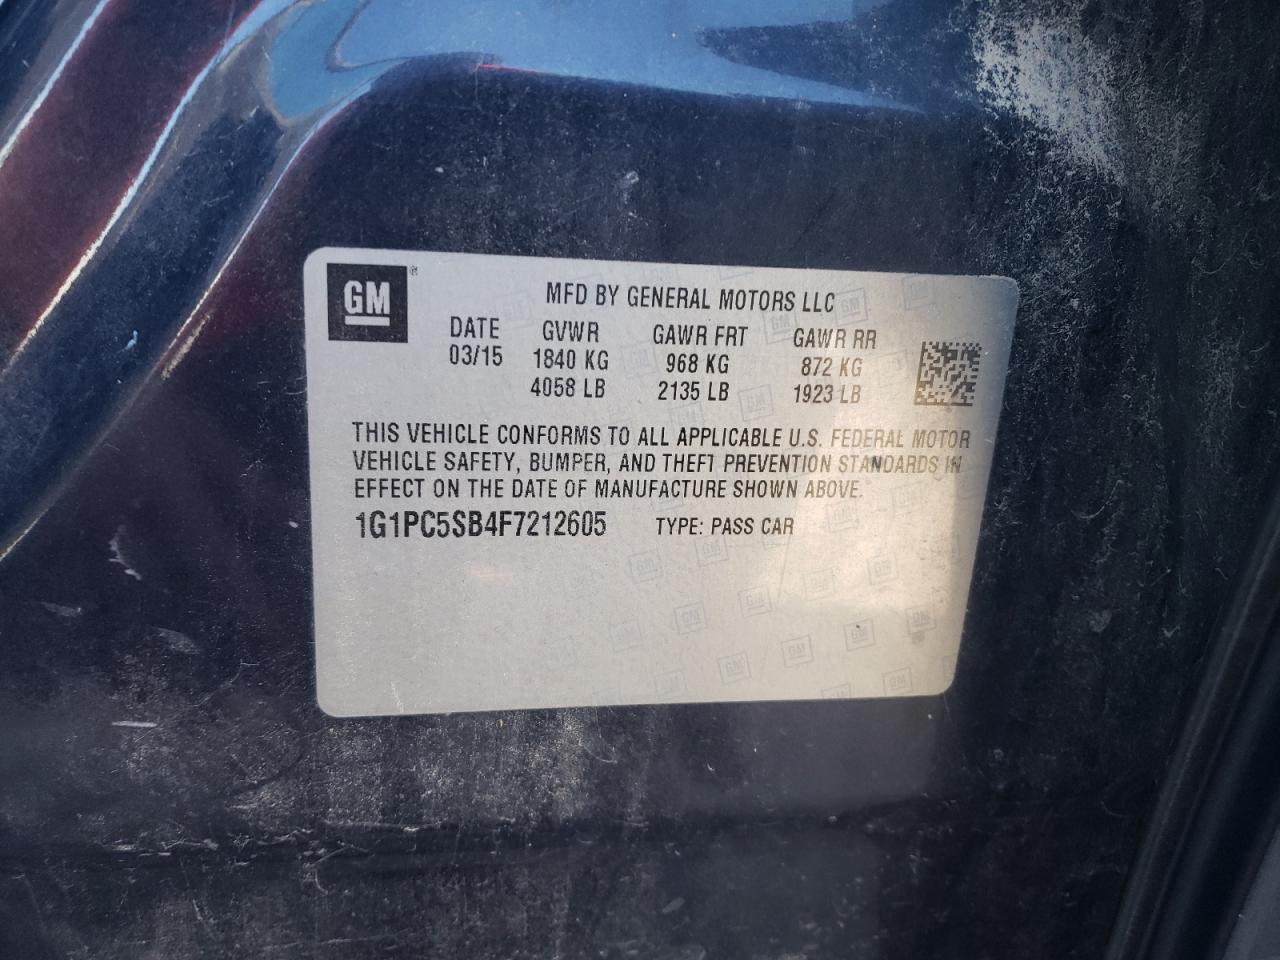 GM
MFD BY GENERAL MOTORS LLC
DATE GVWR GAWR FRT GAWR RR
03/15 1840 KG 968 KG 872 KG
4058 LB 2135 LB 1923 LB
THIS VEHICLE CONFORMS TO ALL APPLICABLE U.S. FEDERAL MOTOR
VEHICLE SAFETY, BUMPER, AND THEFT PREVENTION STANDARDS IN
EFFECT ON THE DATE OF MANUFACTURE SHOWN ABOVE.
1G1PC5SB4F7212605 TYPE: PASS CAR